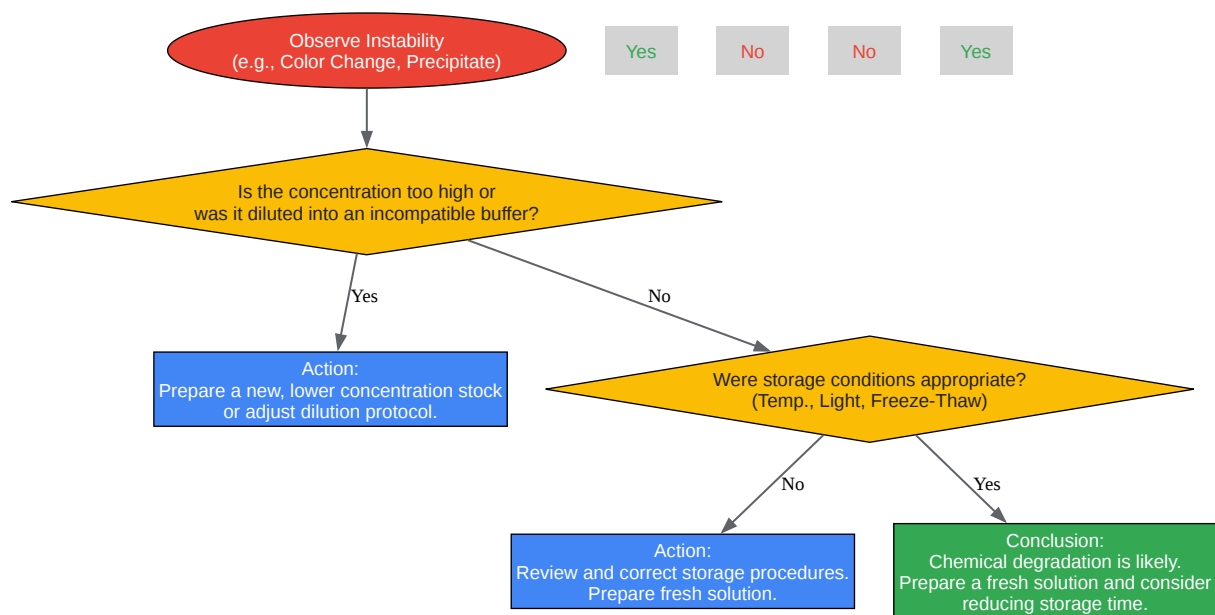 Observe Instability
(e.g., Color Change, Precipitate)
Yes
No
No
Yes
Is the concentration too high or
was it diluted into an incompatible buffer?
Yes
No
Action:
Prepare a new, lower concentration stock
or adjust dilution protocol.
Were storage conditions appropriate?
(Temp., Light, Freeze-Thaw)
No
Yes
Action:
Review and correct storage procedures.
Prepare fresh solution.
Conclusion:
Chemical degradation is likely.
Prepare a fresh solution and consider
reducing storage time.